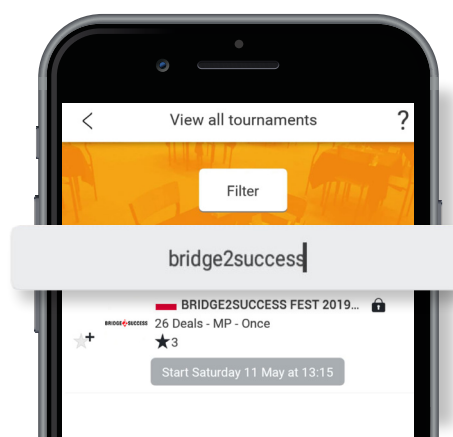 View all tournaments ?
Filter
bridge2success
BRIDGE2SUCCESS FEST 2019...
BRIDGE2SUCCESS 26 Deals - MP - Once
3
Start Saturday 11 May at 13:15